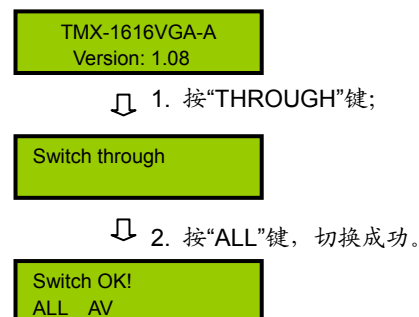 TMX-1616VGA-A
Version: 1.08
1. 按“THROUGH”键;
Switch through
2. 按“ALL”键，切换成功。
Switch OK!
ALL AV